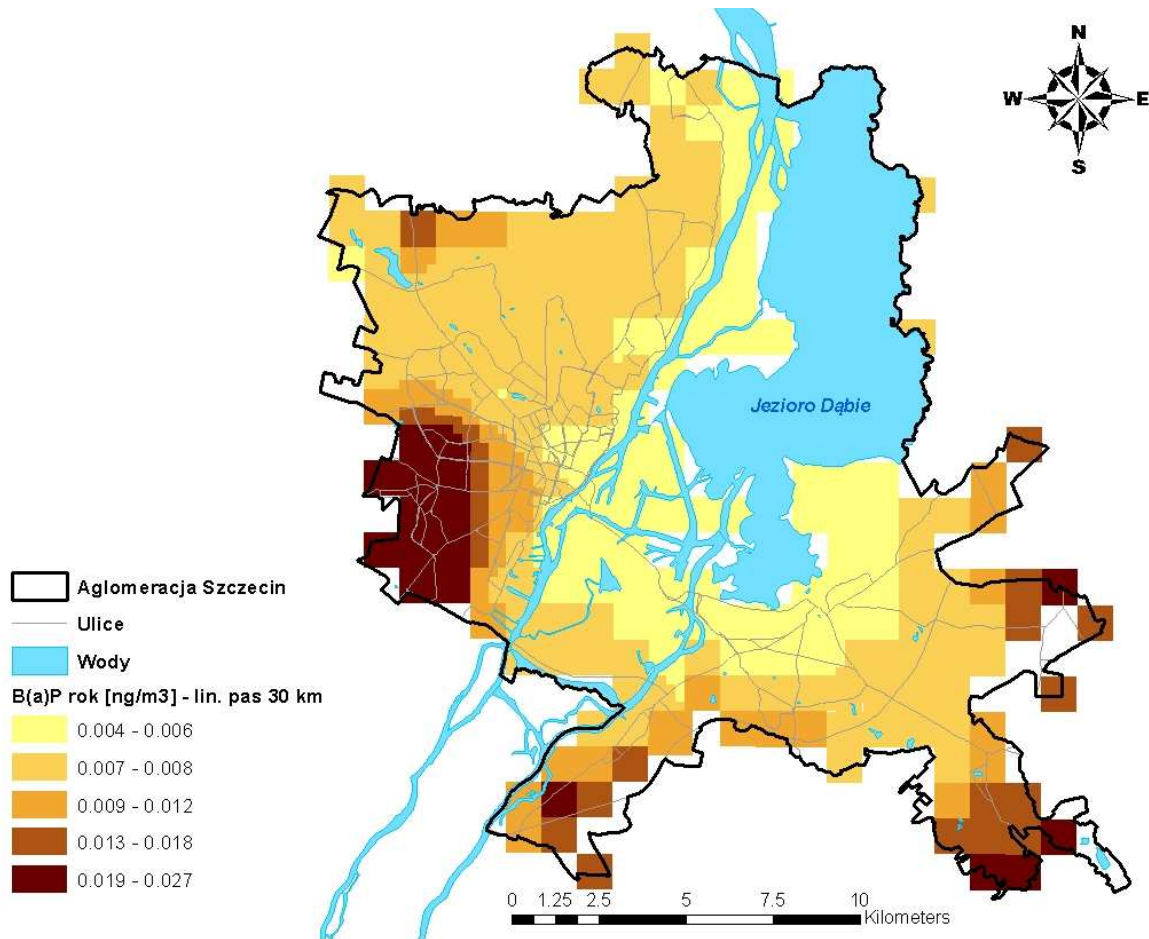 N
W E
S
Jezioro Dąbie
Aglomeracja Szczecin
Ulice
Wody
B(a)P rok [ng/m3] - lin. pas 30 km
0.004 - 0.006
0.007 - 0.008
0.009 - 0.012
0.013 - 0.018
0.019 - 0.027
0 1.25 2.5 5 7.5 10
Kilometers